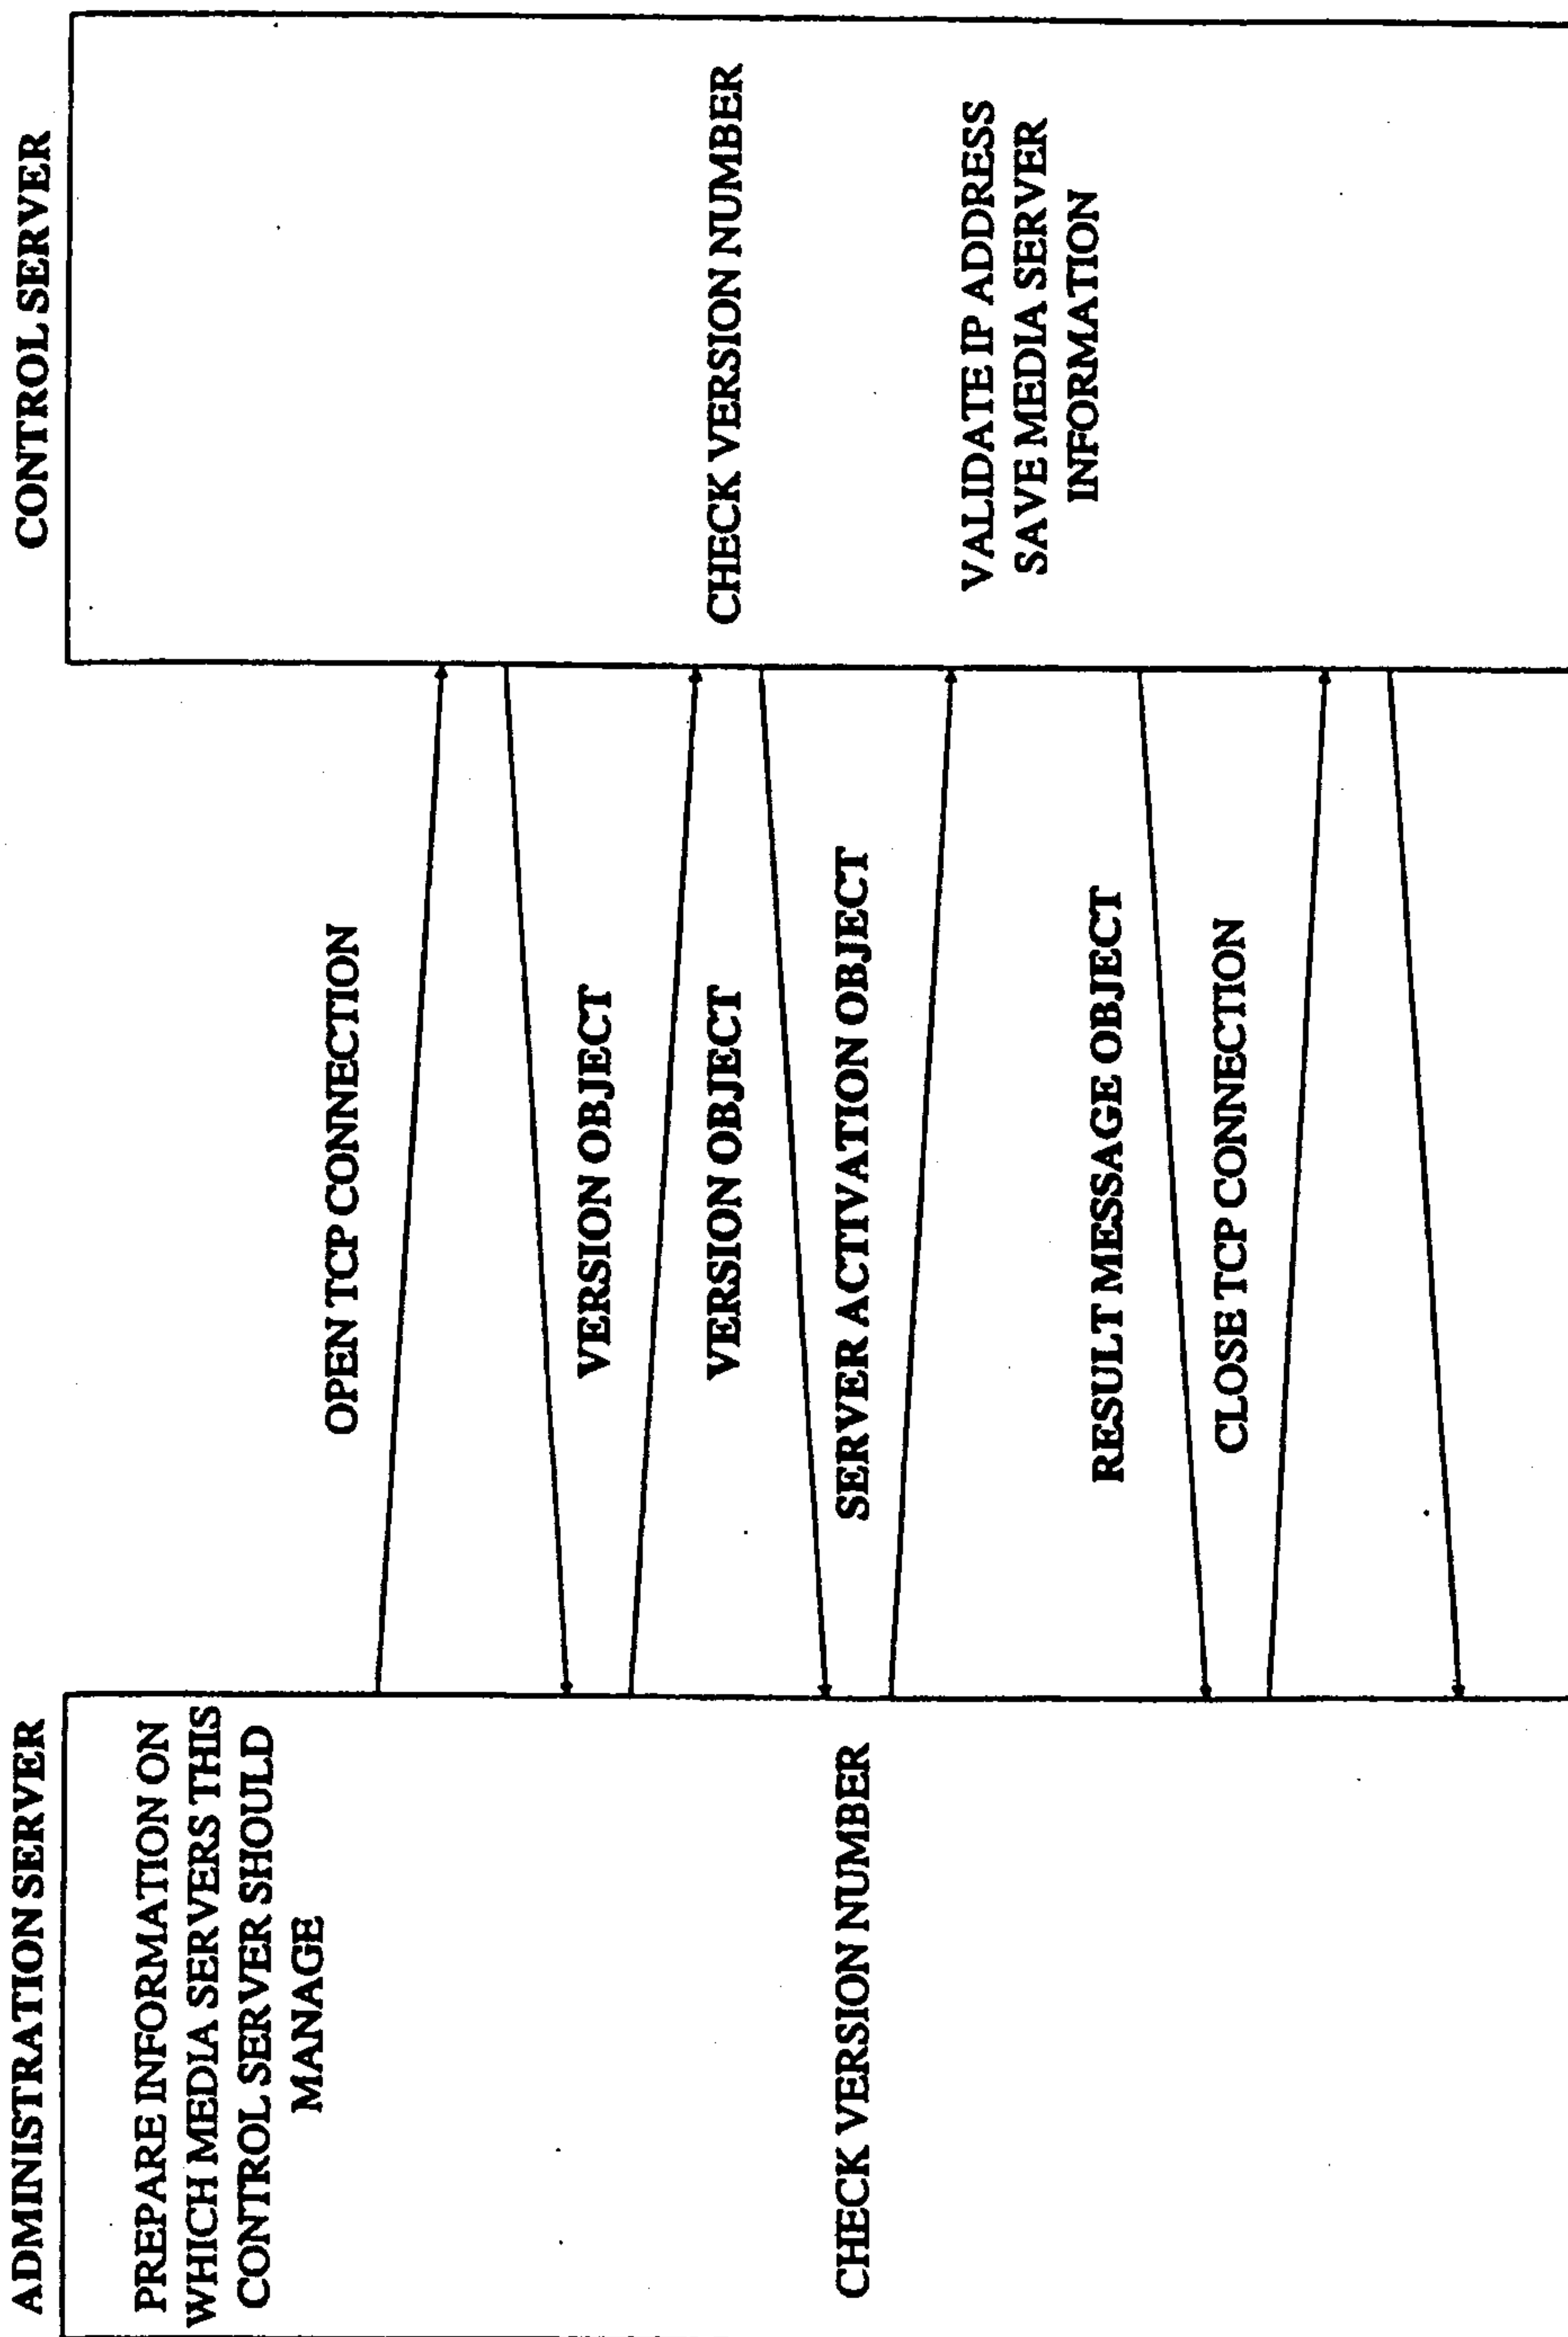 ADMINISTRATION SERVER
CONTROL SERVER
PREPARE INFORMATION ON
WHICH MEDIA SERVERS THIS
CONTROL SERVER SHOULD
MANAGE
OPEN TCP CONNECTION
VERSION OBJECT
VERSION OBJECT
CHECK VERSION NUMBER
CHECK VERSION NUMBER
SERVER ACTIVATION OBJECT
VALIDATE IP ADDRESS
SAVE MEDIA SERVER
INFORMATION
RESULT MESSAGE OBJECT
CLOSE TCP CONNECTION